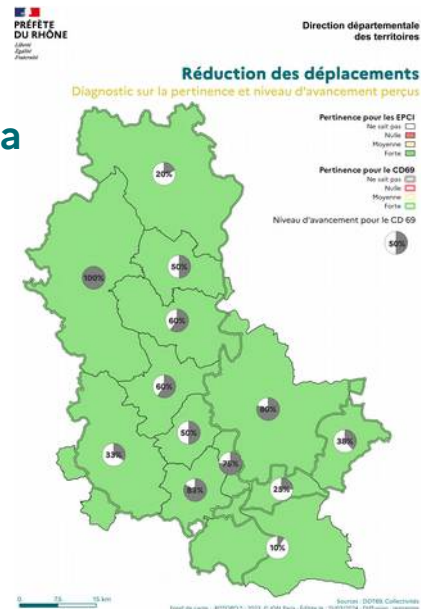 PRÉFÈTE
DU RHÔNE
Liberté
Égalité
Fraternité
Direction départementale
des territoires
Réduction des déplacements
Diagnostic sur la pertinence et niveau d'avancement perçus
a
Pertinence pour les EPCI
Ne sait pas
Nulle
Moyenne
Forte
Pertinence pour le CD69
Ne sait pas
Nulle
Moyenne
Forte
Niveau d'avancement pour le CD 69
50%
20%
50%
100%
60%
60%
80%
50%
38%
33%
75%
25%
10%
0 7,5 15 km
Sources : DDT69, Collectivités